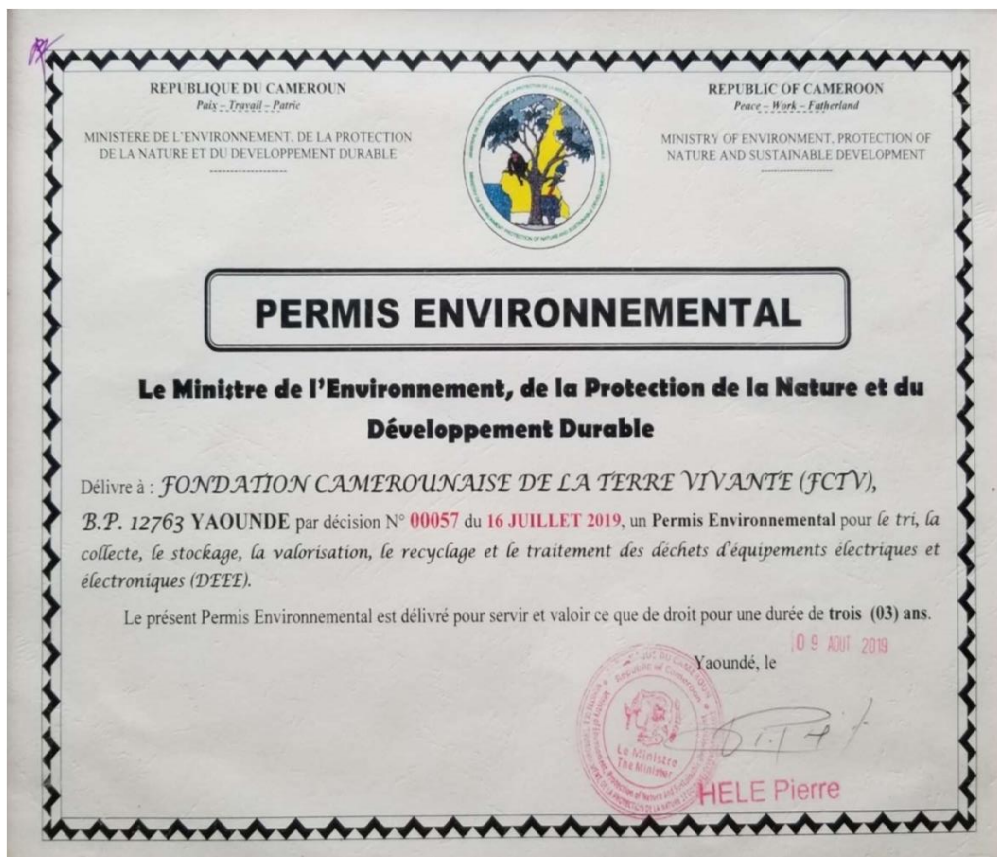 REPUBLIQUE DU CAMEROUN
Paix – Travail – Patrie
MINISTERE DE L'ENVIRONNEMENT, DE LA PROTECTION
DE LA NATURE ET DU DEVELOPPEMENT DURABLE
REPUBLIC OF CAMEROON
Peace – Work – Fatherland
MINISTRY OF ENVIRONMENT, PROTECTION OF
NATURE AND SUSTAINABLE DEVELOPMENT
PERMIS ENVIRONNEMENTAL
Le Ministre de l'Environnement, de la Protection de la Nature et du
Développement Durable
Délivre à : FONDATION CAMEROUNAISE DE LA TERRE VIVANTE (FCTV),
B.P. 12763 YAOUNDE par décision N° 00057 du 16 JUILLET 2019, un Permis Environnemental pour le tri, la
collecte, le stockage, la valorisation, le recyclage et le traitement des déchets d'équipements électriques et
électroniques (DEEE).
Le présent Permis Environnemental est délivré pour servir et valoir ce que de droit pour une durée de trois (03) ans.
09 AOUT 2019
Yaoundé, le
Republic of Cameroon
Le Ministre
The Minister
HELE Pierre